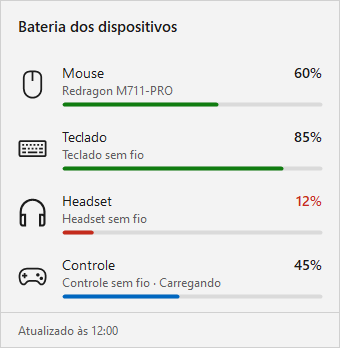 Bateria dos dispositivos
Mouse 60%
Redragon M711-PRO
Teclado 85%
Teclado sem fio
Headset 12%
Headset sem fio
Controle 45%
Controle sem fio · Carregando
Atualizado às 12:00